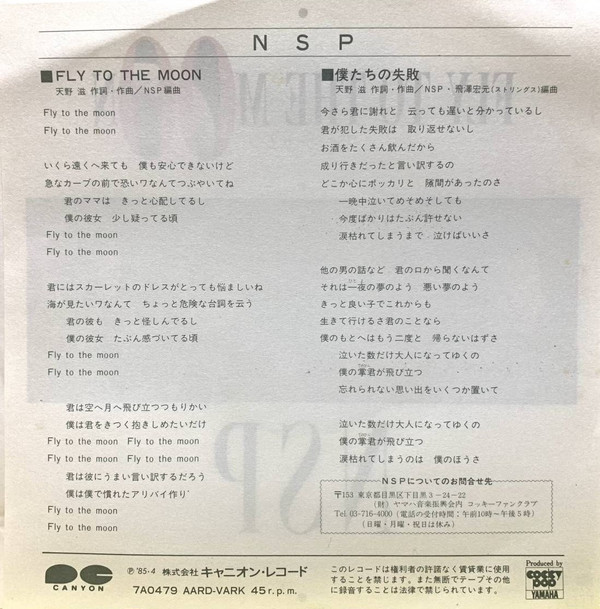 NSP
■FLY TO THE MOON
天野 滋 作詞・作曲／NSP 編曲
Fly to the moon
Fly to the moon
いくら遠くへ来ても 僕も安心できないけど
急なカーブの前で恐いワなんてつぶやいてね
君のママは きっと心配してるし
僕の彼女 少し疑ってる頃
Fly to the moon
Fly to the moon
君にはスカーレットのドレスがとっても悩ましいね
海が見たいワなんて ちょっと危険な台詞を云う
君の彼も きっと怪しんでるし
僕の彼女 たぶん感づいてる頃
Fly to the moon
Fly to the moon
君は空へ月へ飛び立つつもりかい
僕は君をきつく抱きしめたいだけ
Fly to the moon Fly to the moon
Fly to the moon Fly to the moon
君は彼にうまい言い訳するだろう
僕は僕で慣れたアリバイ作り
Fly to the moon
Fly to the moon
■僕たちの失敗
天野 滋 作詞・作曲／NSP・飛澤宏元(ストリングス)編曲
今さら君に謝れと 云っても遅いと分かっているし
君が犯した失敗は 取り返せないし
お酒をたくさん飲んだから
成り行きだったと言い訳するの
どこか心にポッカリと 隙間があったのさ
一晩中泣いてめそめそしても
今度ばかりはたぶん許せない
涙枯れてしまうまで 泣けばいいさ
他の男の話など 君の口から聞くなんて
それは一夜の夢のよう 悪い夢のよう
きっと良い子でこれからも
生きて行けるさ君のことなら
僕のもとへはもう二度と 帰らないはずさ
泣いた数だけ大人になってゆくの
僕の掌君が飛び立つ
忘れられない思い出をいくつか置いて
泣いた数だけ大人になってゆくの
僕の掌君が飛び立つ
涙枯れてしまうのは 僕のほうさ
NSPについてのお問合せ先
〒153 東京都目黒区下目黒3-24-22
(財) ヤマハ音楽振興会内 コッキーファンクラブ
Tel.03-716-4000 (電話の受付時間：午前10時〜午後5時)
(日曜・月曜・祝日は休み)
CANYON
Ⓟ'85・4 株式会社 キャニオン・レコード
7A0479 AARD-VARK 45 r.p.m.
このレコードは権利者の許諾なく賃貸業に使用
することを禁じます。また無断でテープその他
に録音することは法律で禁じられています。
Produced by
cocky pop
YAMAHA